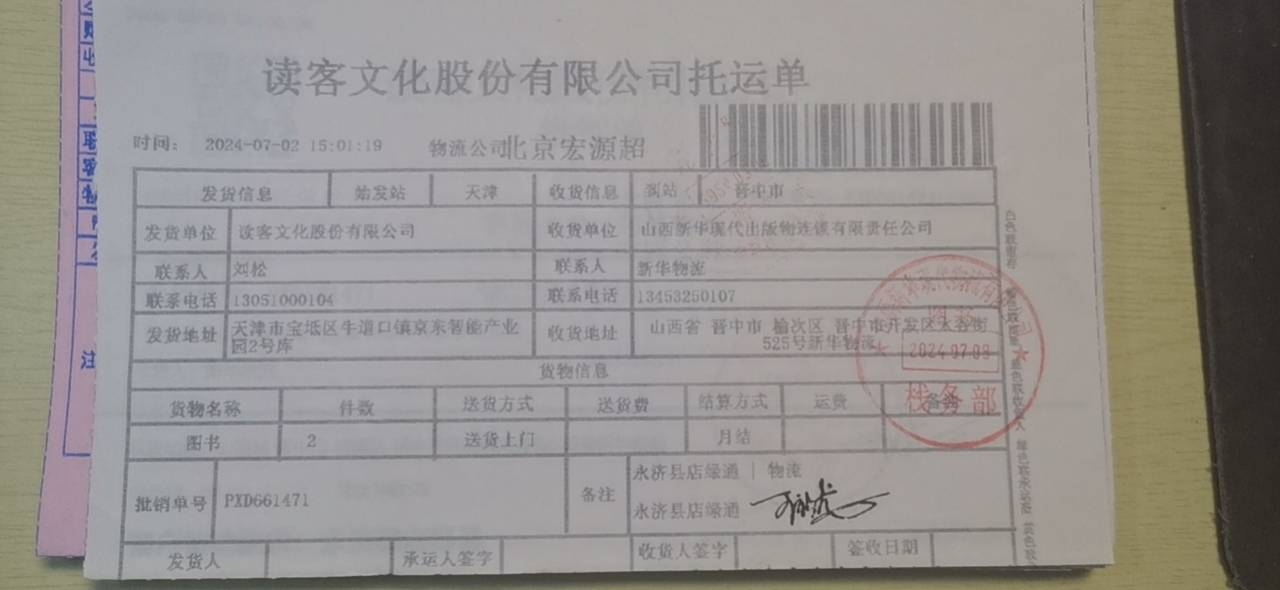 读客文化股份有限公司托运单
时间： 2024-07-02 15:01:19 物流公司北京宏源超
发货信息 始发站 天津 收货信息 到站 晋中市
发货单位 读客文化股份有限公司 收货单位 山西新华现代出版物连锁有限责任公司
联系人 刘松 联系人 新华物流
联系电话 13051000104 联系电话 13453250107
发货地址 天津市宝坻区牛道口镇京东智能产业园2号库 收货地址 山西省 晋中市 榆次区 晋中市开发区太谷街525号新华物流
货物信息
货物名称 件数 送货方式 送货费 结算方式 运费 备注
图书 2 送货上门 月结
批销单号 PXD661471 备注 永济县店绿通 | 物流
永济县店绿通
发货人 承运人签字 收货人签字 签收日期
2024.07.08
栈务部